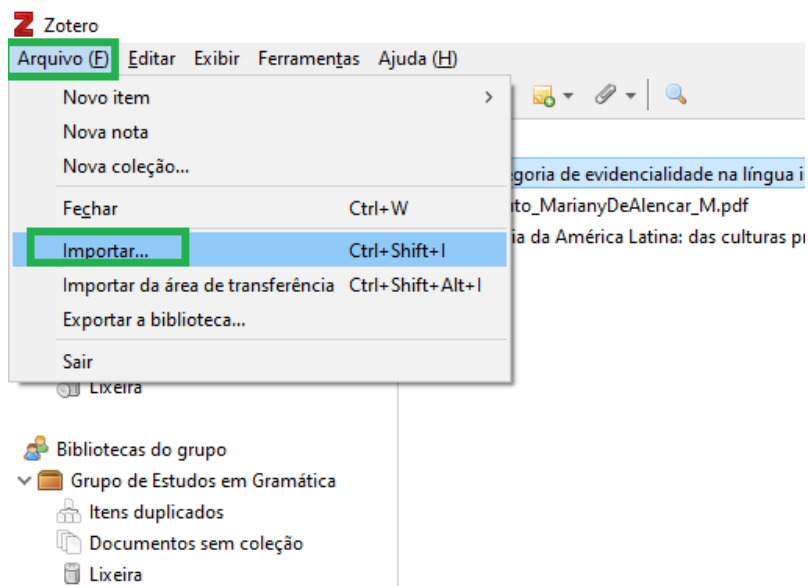 Zotero
Arquivo (F) Editar Exibir Ferramentas Ajuda (H)
Novo item
Nova nota
Nova coleção...
goria de evidencialidade na língua i
Fechar Ctrl+W
to_MarianyDeAlencar_M.pdf
ia da América Latina: das culturas pr
Importar... Ctrl+Shift+I
Importar da área de transferência Ctrl+Shift+Alt+I
Exportar a biblioteca...
Sair
Lixeira
Bibliotecas do grupo
Grupo de Estudos em Gramática
Itens duplicados
Documentos sem coleção
Lixeira